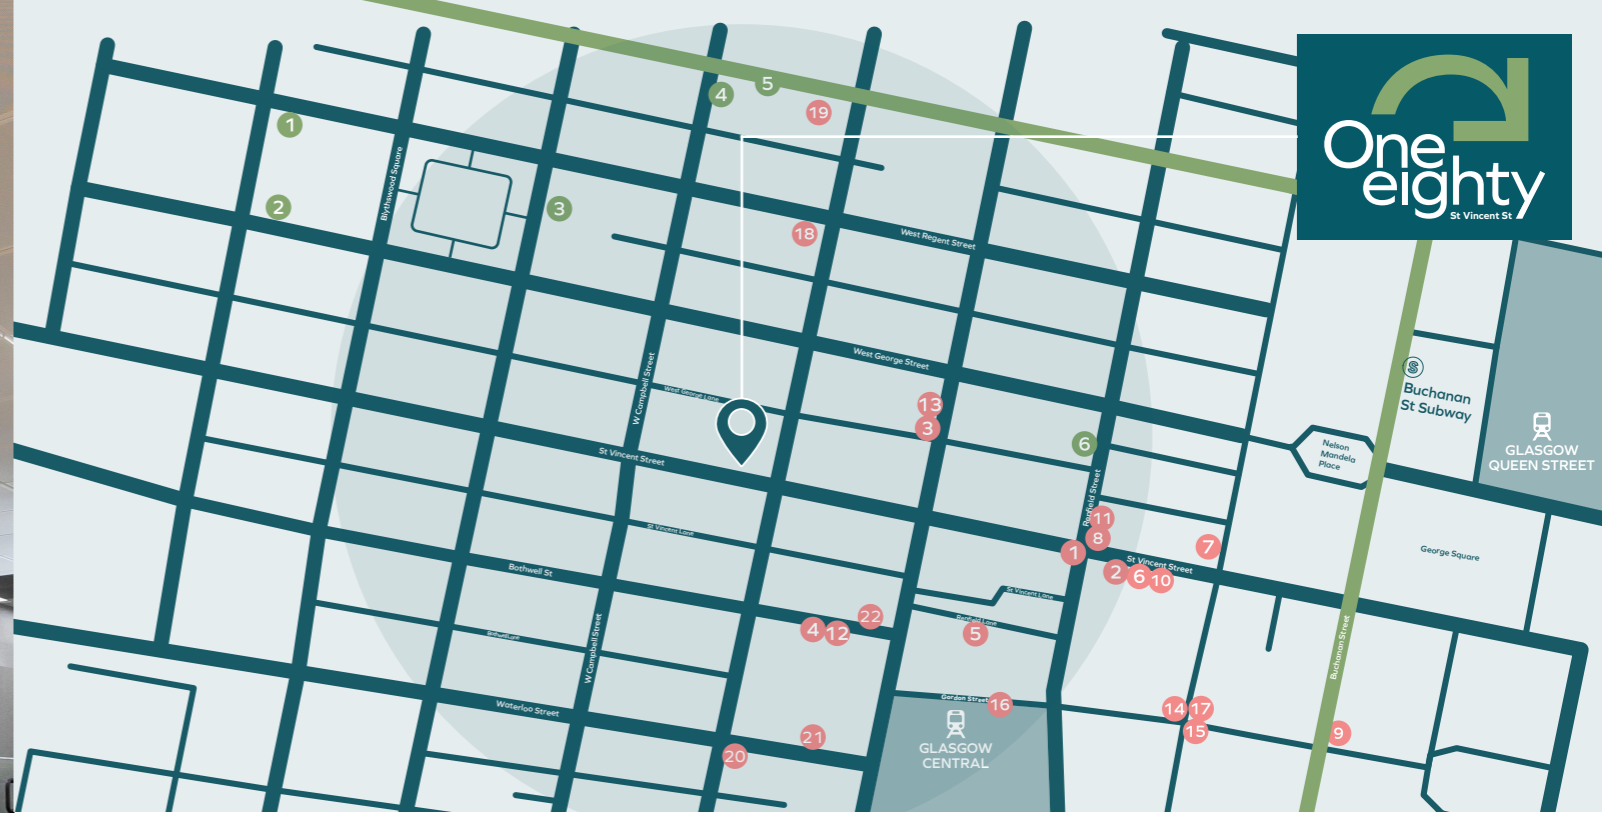 One
eighty
St Vincent St
5
4
19
1
Blythswood Square
2
3
18
West Regent Street
West George Street
W Campbell Street
West George Lane
13
3
Buchanan
St Subway
S
GLASGOW
QUEEN STREET
Nelson
Mandela
Place
6
St Vincent Street
Renfield Street
11
8
1
7
St Vincent Street
2
6
10
George Square
St Vincent Lane
Bothwell St
St Vincent Lane
Renfield Lane
5
22
4
12
Bothwell Lane
W Campbell Street
Buchanan Street
Gordon Street
16
14
17
15
9
Waterloo Street
GLASGOW
CENTRAL
21
20